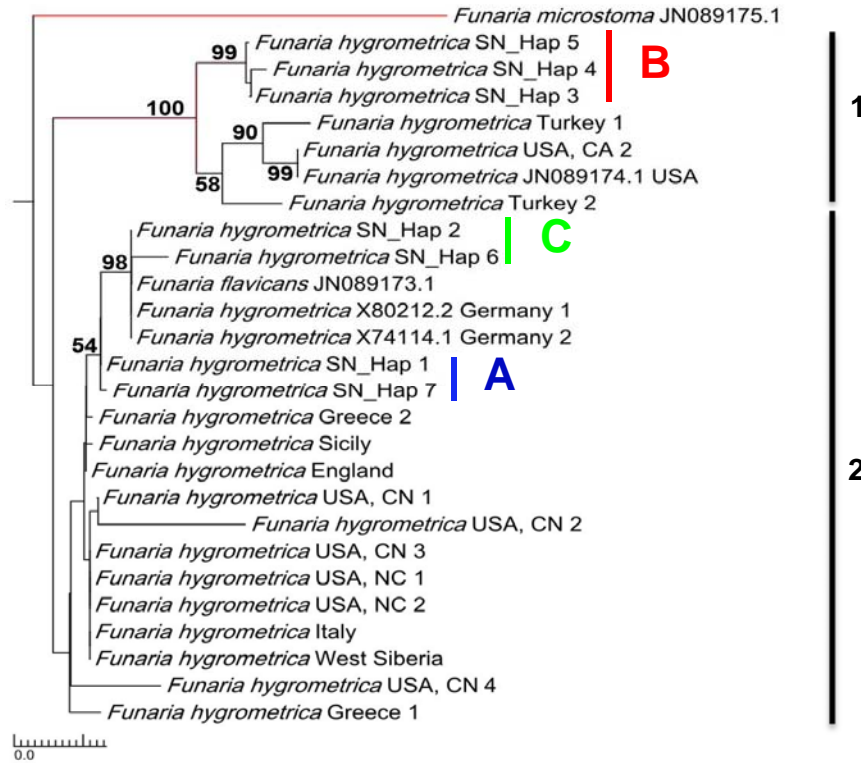 Funaria microstoma JN089175.1
99 Funaria hygrometrica SN_Hap 5
Funaria hygrometrica SN_Hap 4 B
Funaria hygrometrica SN_Hap 3
100 1
90 Funaria hygrometrica Turkey 1
Funaria hygrometrica USA, CA 2
99 Funaria hygrometrica JN089174.1 USA
58
Funaria hygrometrica Turkey 2
Funaria hygrometrica SN_Hap 2 C
98 Funaria hygrometrica SN_Hap 6
Funaria flavicans JN089173.1
Funaria hygrometrica X80212.2 Germany 1
Funaria hygrometrica X74114.1 Germany 2
54
Funaria hygrometrica SN_Hap 1 A
Funaria hygrometrica SN_Hap 7
Funaria hygrometrica Greece 2
Funaria hygrometrica Sicily
Funaria hygrometrica England 2
Funaria hygrometrica USA, CN 1
Funaria hygrometrica USA, CN 2
Funaria hygrometrica USA, CN 3
Funaria hygrometrica USA, NC 1
Funaria hygrometrica USA, NC 2
Funaria hygrometrica Italy
Funaria hygrometrica West Siberia
Funaria hygrometrica USA, CN 4
Funaria hygrometrica Greece 1
0.0